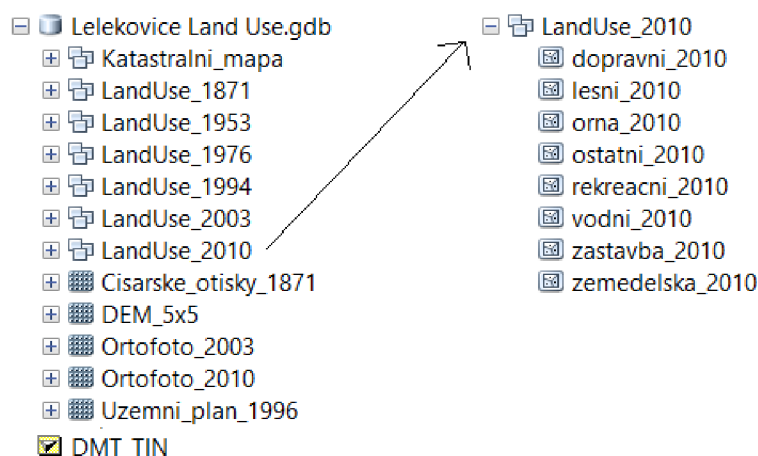 Lelekovice Land Use.gdb
Katastralni_mapa
LandUse_1871
LandUse_1953
LandUse_1976
LandUse_1994
LandUse_2003
LandUse_2010
Cisarske_otisky_1871
DEM_5x5
Ortofoto_2003
Ortofoto_2010
Uzemni_plan_1996
DMT_TIN
LandUse_2010
dopravni_2010
lesni_2010
orna_2010
ostatni_2010
rekreacni_2010
vodni_2010
zastavba_2010
zemedelska_2010